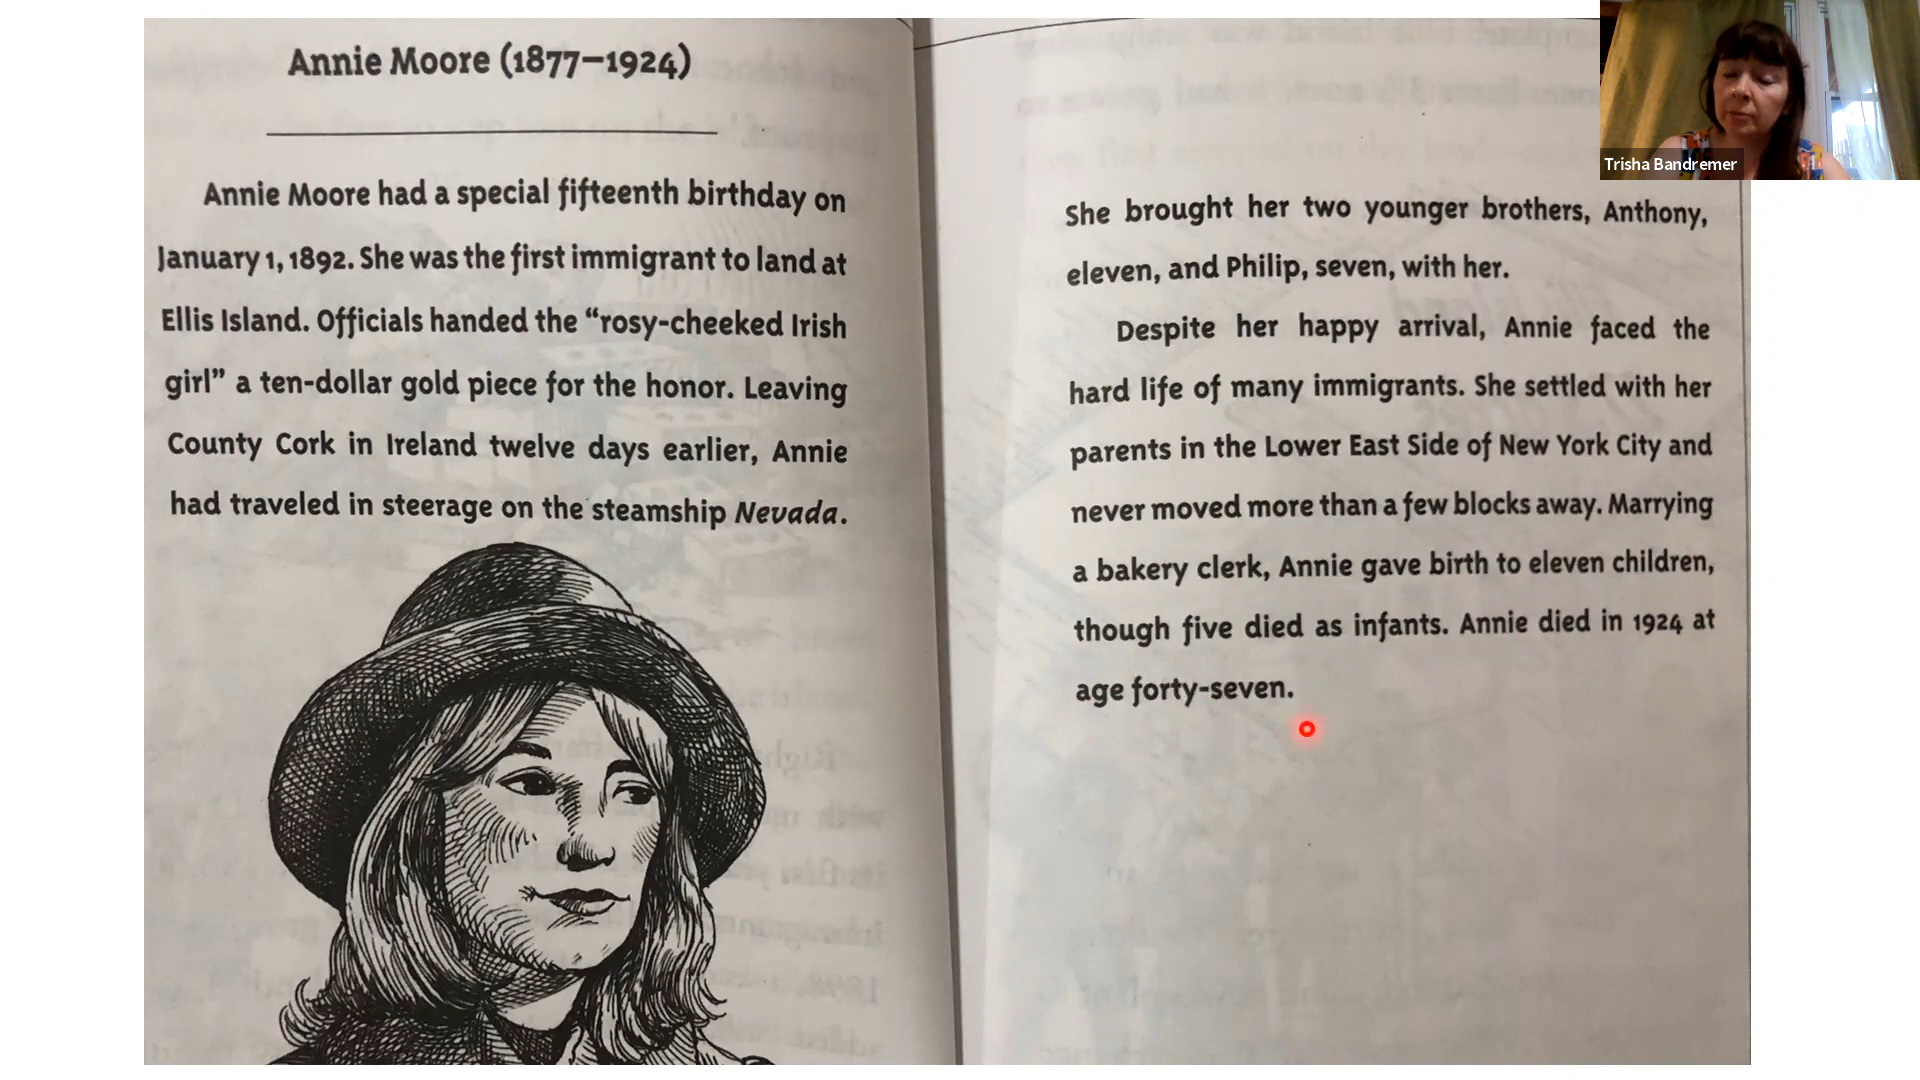 Annie Moore (1877–1924)
Annie Moore had a special fifteenth birthday on
January 1, 1892. She was the first immigrant to land at
Ellis Island. Officials handed the “rosy-cheeked Irish
girl” a ten-dollar gold piece for the honor. Leaving
County Cork in Ireland twelve days earlier, Annie
had traveled in steerage on the steamship Nevada.
She brought her two younger brothers, Anthony,
eleven, and Philip, seven, with her.
Despite her happy arrival, Annie faced the
hard life of many immigrants. She settled with her
parents in the Lower East Side of New York City and
never moved more than a few blocks away. Marrying
a bakery clerk, Annie gave birth to eleven children,
though five died as infants. Annie died in 1924 at
age forty-seven.
Trisha Bandremer